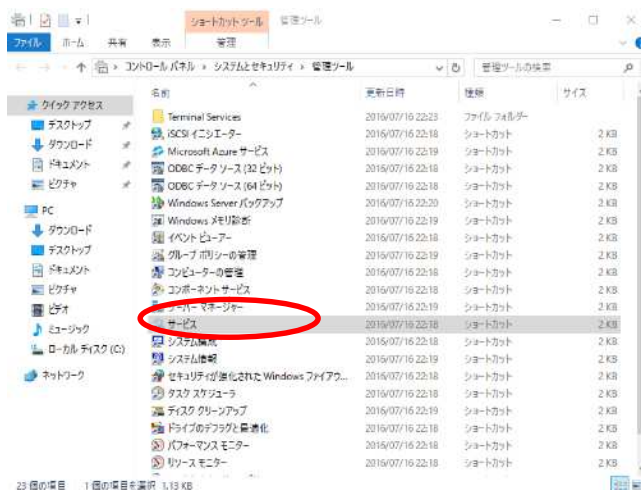 ショートカット ツール 管理ツール
ファイル ホーム 共有 表示 管理
コントロール パネル › システムとセキュリティ › 管理ツール 管理ツールの検索
名前 更新日時 種類 サイズ
クイック アクセス
デスクトップ
ダウンロード
ドキュメント
ピクチャ
PC
ダウンロード
デスクトップ
ドキュメント
ピクチャ
ビデオ
ミュージック
ローカル ディスク (C:)
ネットワーク
Terminal Services 2016/07/16 22:23 ファイル フォルダー
iSCSI イニシエーター 2016/07/16 22:18 ショートカット 2 KB
Microsoft Azure サービス 2016/07/16 22:19 ショートカット 2 KB
ODBC データ ソース (32 ビット) 2016/07/16 22:18 ショートカット 2 KB
ODBC データ ソース (64 ビット) 2016/07/16 22:18 ショートカット 2 KB
Windows Server バックアップ 2016/07/16 22:20 ショートカット 2 KB
Windows メモリ診断 2016/07/16 22:19 ショートカット 2 KB
イベント ビューアー 2016/07/16 22:18 ショートカット 2 KB
グループ ポリシーの管理 2016/07/16 22:19 ショートカット 2 KB
コンピューターの管理 2016/07/16 22:18 ショートカット 2 KB
コンポーネント サービス 2016/07/16 22:18 ショートカット 2 KB
サーバー マネージャー 2016/07/16 22:19 ショートカット 2 KB
サービス 2016/07/16 22:18 ショートカット 2 KB
システム構成 2016/07/16 22:18 ショートカット 2 KB
システム情報 2016/07/16 22:19 ショートカット 2 KB
セキュリティが強化された Windows ファイアウ... 2016/07/16 22:18 ショートカット 2 KB
タスク スケジューラ 2016/07/16 22:18 ショートカット 2 KB
ディスク クリーンアップ 2016/07/16 22:19 ショートカット 2 KB
ドライブのデフラグと最適化 2016/07/16 22:18 ショートカット 2 KB
パフォーマンス モニター 2016/07/16 22:18 ショートカット 2 KB
リソース モニター 2016/07/16 22:18 ショートカット 2 KB
23 個の項目 1 個の項目を選択 1.13 KB